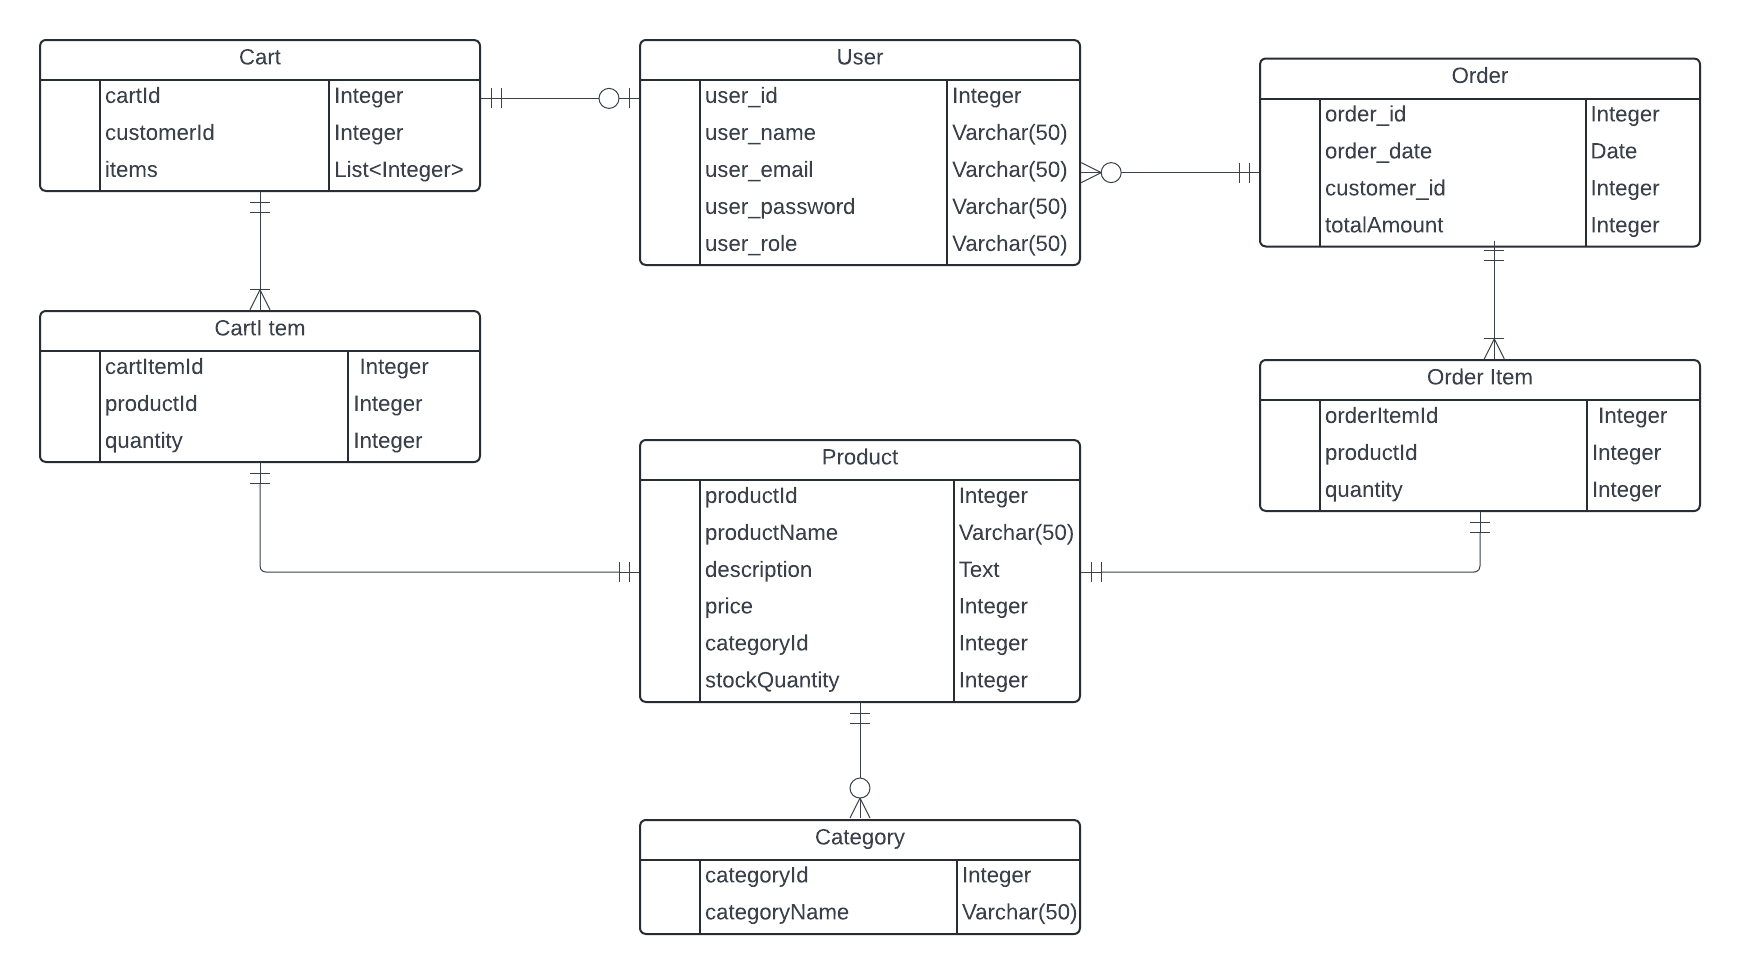 Cart
cartId Integer
customerId Integer
items List<Integer>
User
user_id Integer
user_name Varchar(50)
user_email Varchar(50)
user_password Varchar(50)
user_role Varchar(50)
Order
order_id Integer
order_date Date
customer_id Integer
totalAmount Integer
CartI tem
cartItemId Integer
productId Integer
quantity Integer
Order Item
orderItemId Integer
productId Integer
quantity Integer
Product
productId Integer
productName Varchar(50)
description Text
price Integer
categoryId Integer
stockQuantity Integer
Category
categoryId Integer
categoryName Varchar(50)